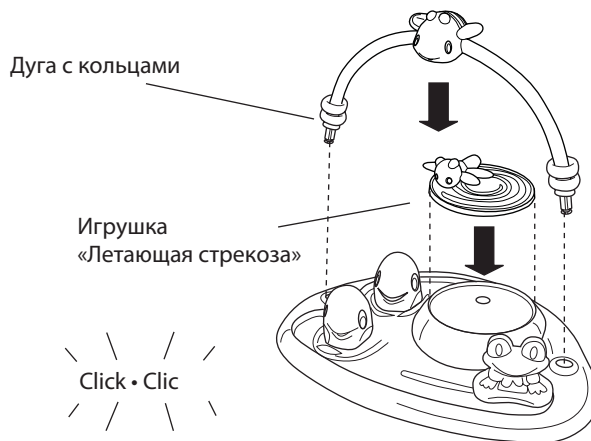 Дуга с кольцами
Игрушка
«Летающая стрекоза»
Click • Clic